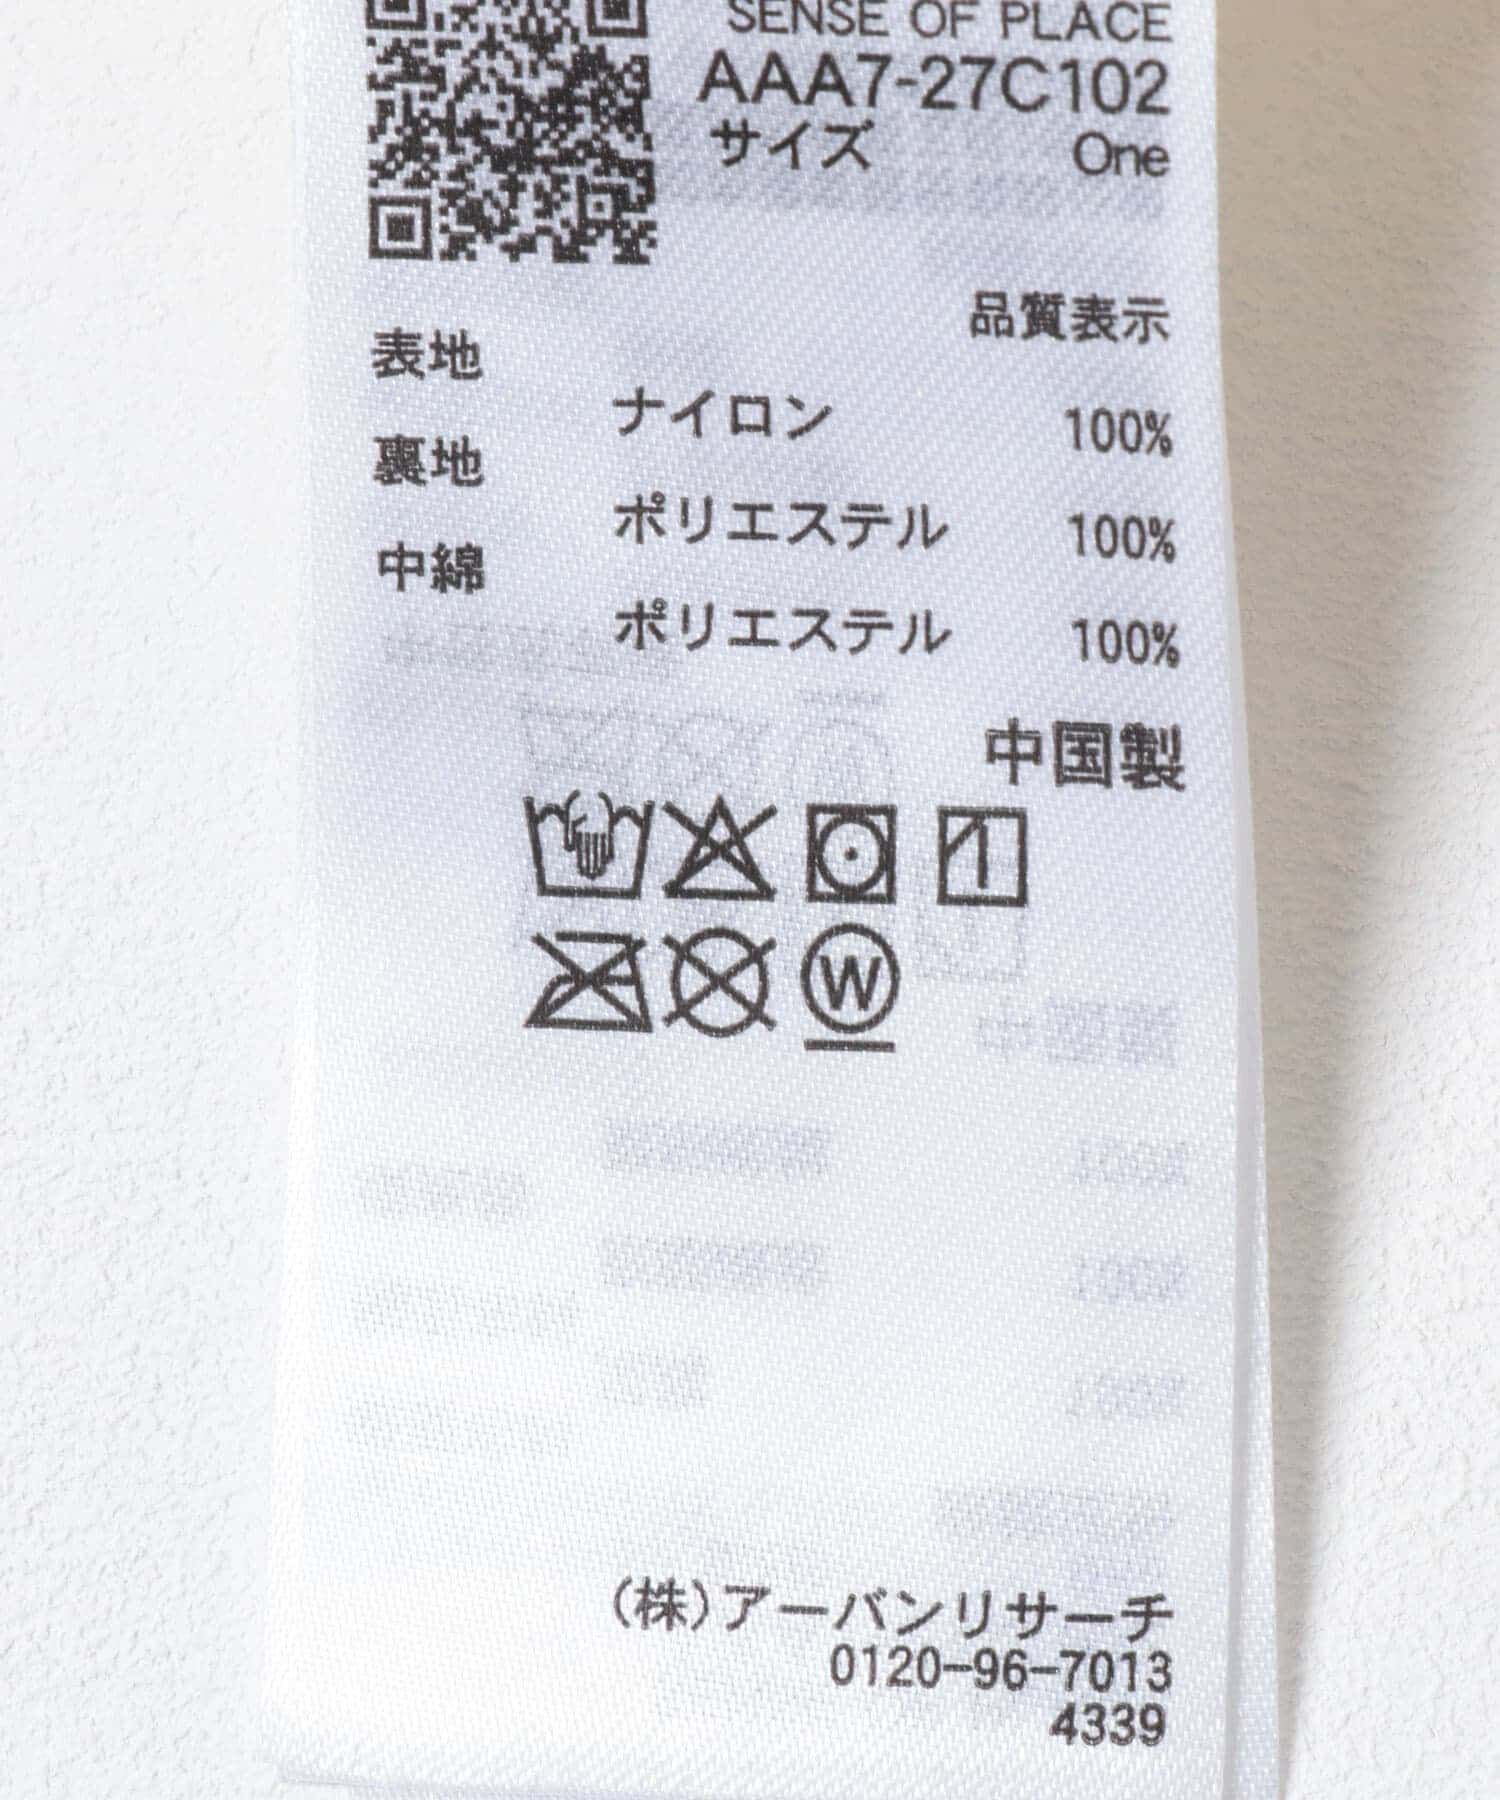 SENSE OF PLACE
AAA7-27C102
サイズ One
品質表示
表地
ナイロン 100%
裏地
ポリエステル 100%
中綿
ポリエステル 100%
中国製
W
(株)アーバンリサーチ
0120-96-7013
4339